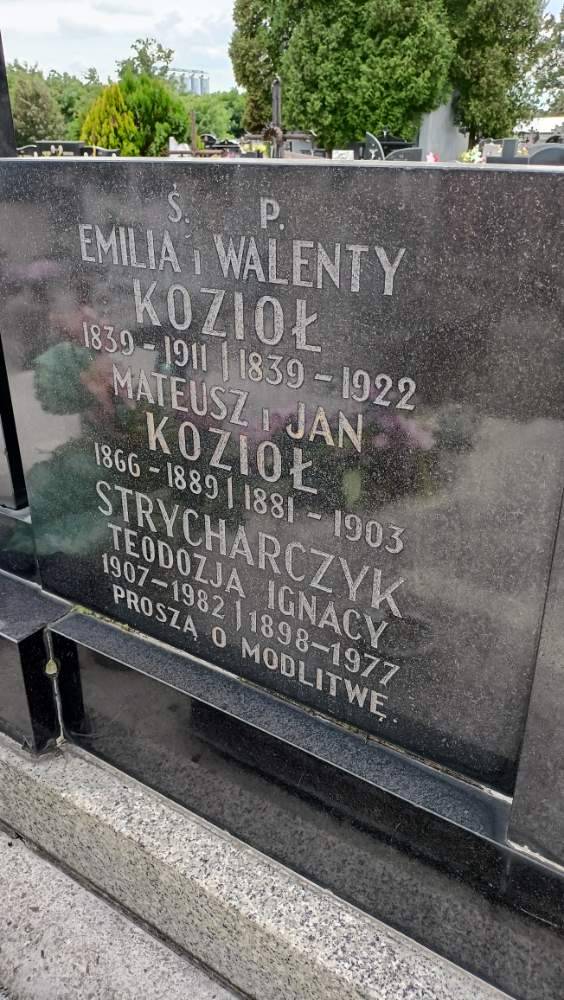 Ś. P.
EMILIA i WALENTY
KOZIOŁ
1839 - 1911 | 1839 - 1922
MATEUSZ i JAN
KOZIOŁ
1866 - 1889 | 1881 - 1903
STRYCHARCZYK
TEODOZJA IGNACY
1907 - 1982 | 1898 - 1977
PROSZĄ O MODLITWĘ.